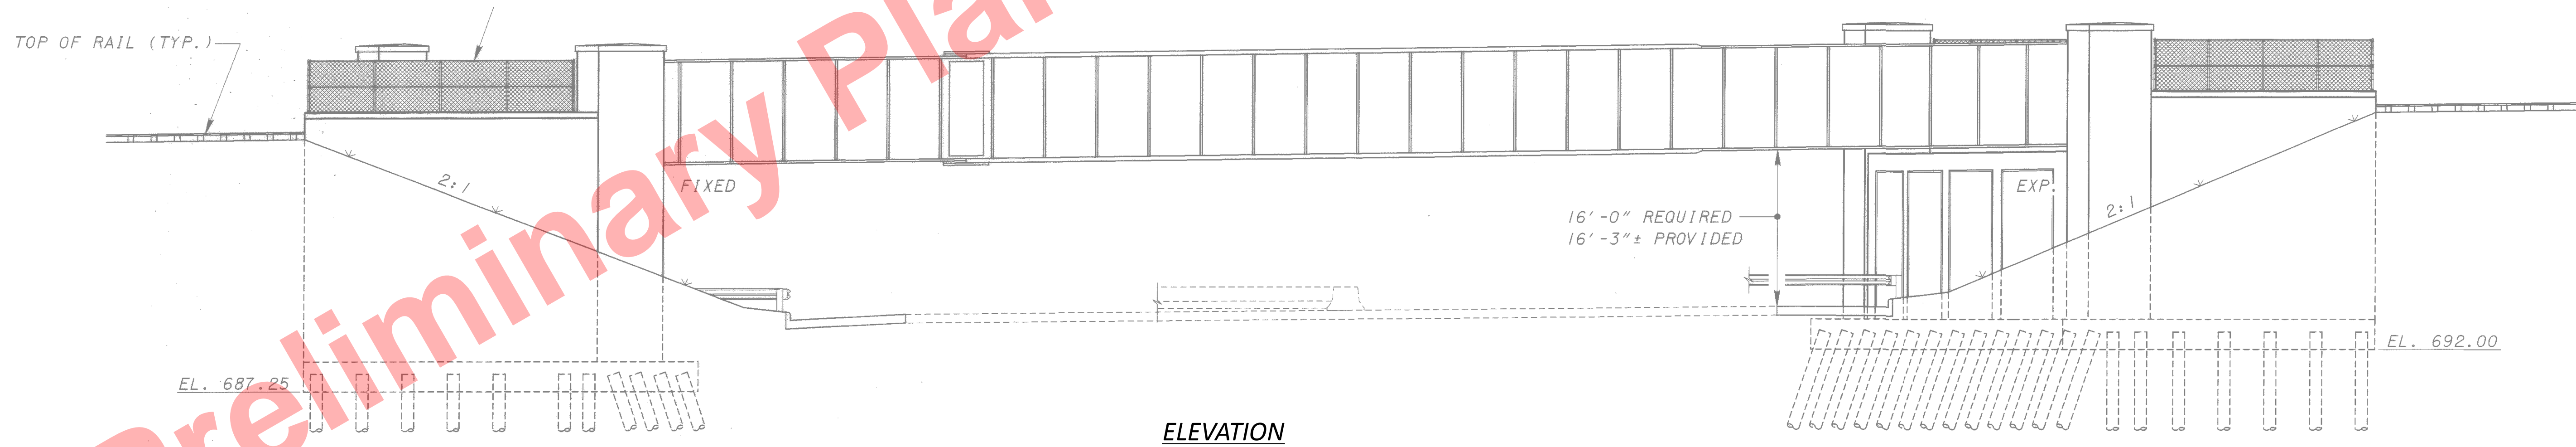 TOP OF RAIL (TYP.)
2:1
FIXED
16'-0" REQUIRED
16'-3"± PROVIDED
EXP.
2:1
EL. 687.25
EL. 692.00
ELEVATION
Preliminary Pla